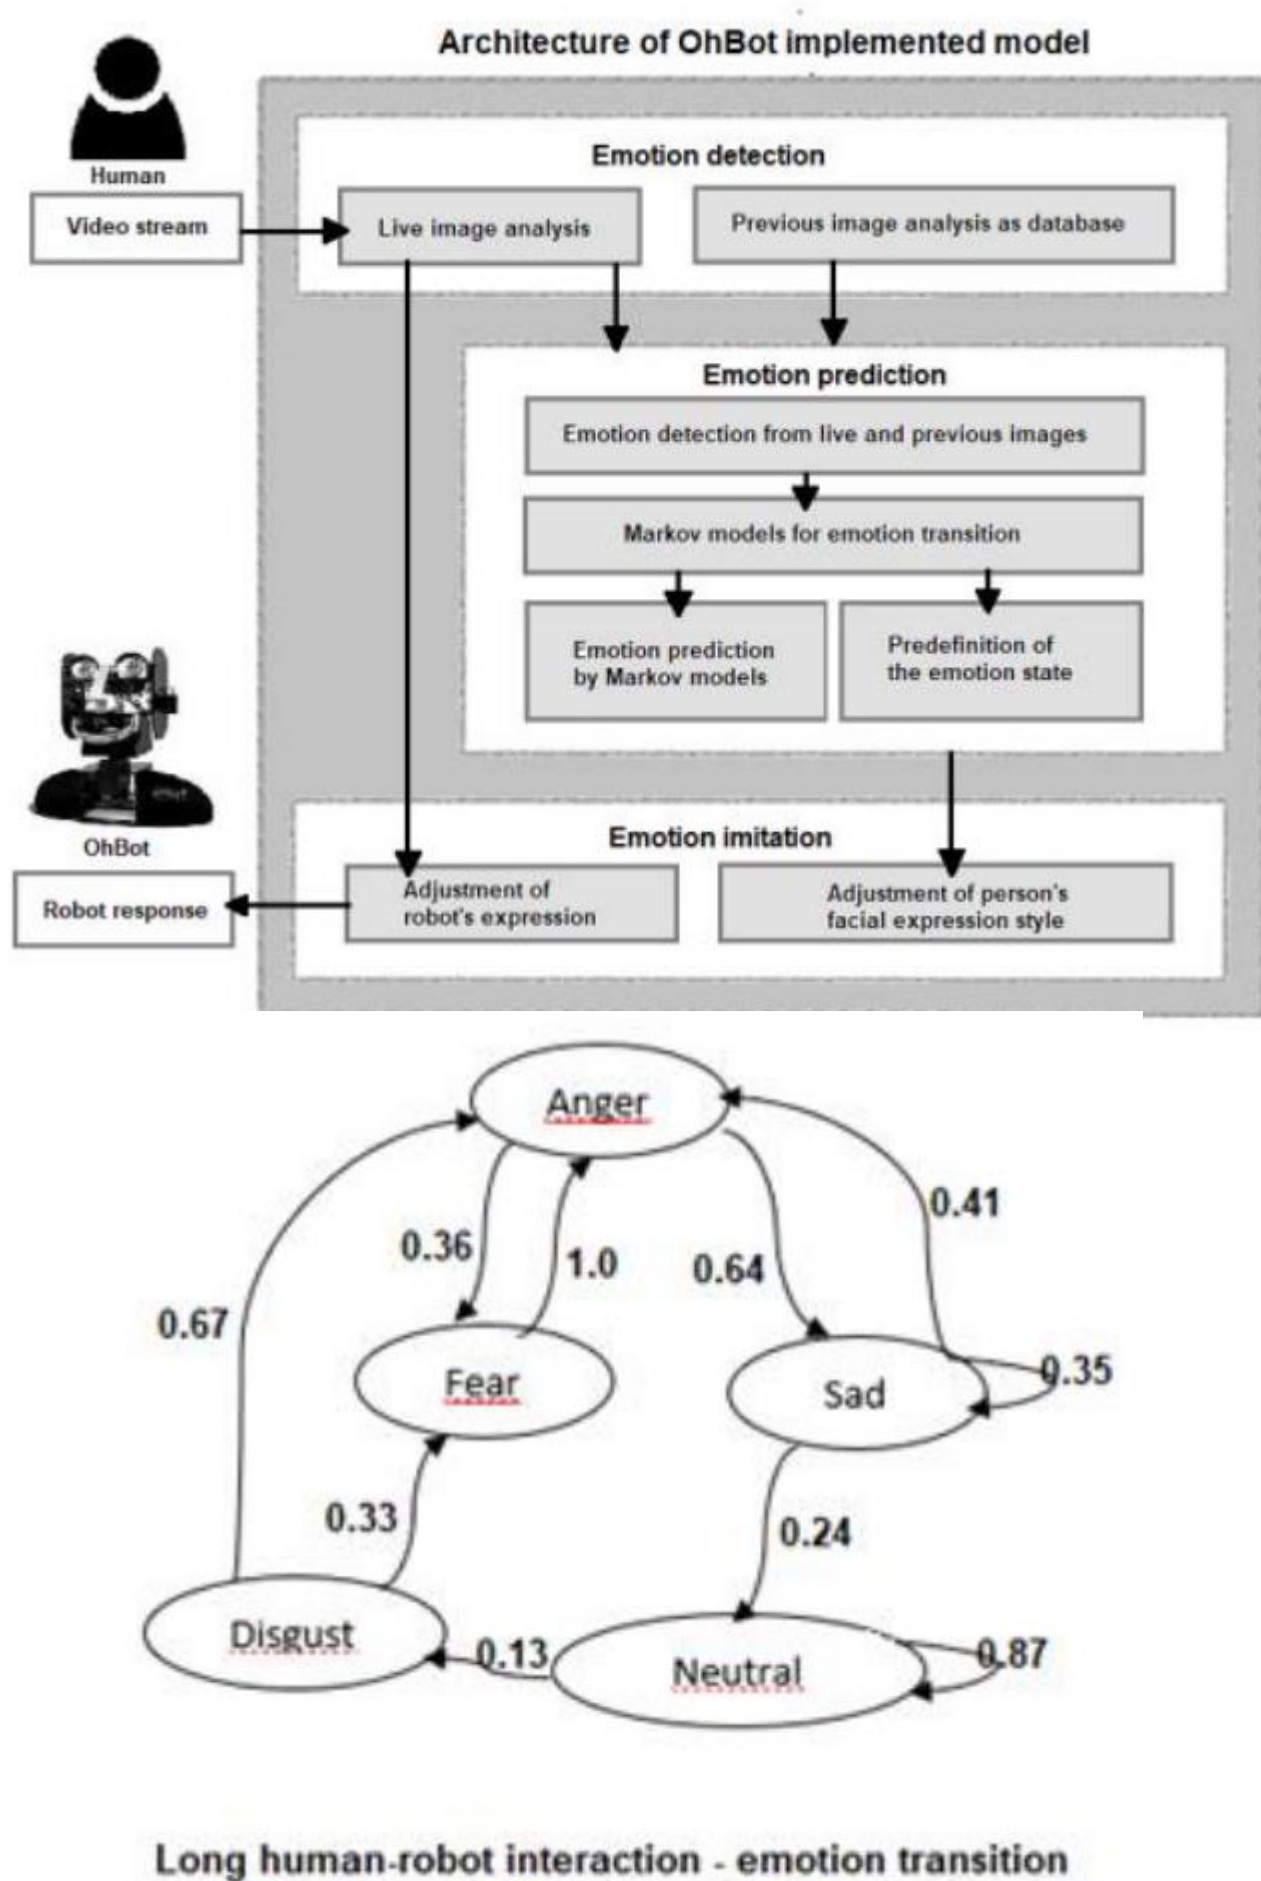 Architecture of OhBot implemented model
Human
Video stream
Emotion detection
Live image analysis
Previous image analysis as database
Emotion prediction
Emotion detection from live and previous images
Markov models for emotion transition
Emotion prediction
by Markov models
Predefinition of
the emotion state
OhBot
Robot response
Emotion imitation
Adjustment of
robot's expression
Adjustment of person's
facial expression style
Anger
0.41
0.36
1.0
0.64
0.67
Fear
Sad
0.35
0.33
0.24
Disgust
0.13
Neutral
0.87
Long human-robot interaction - emotion transition